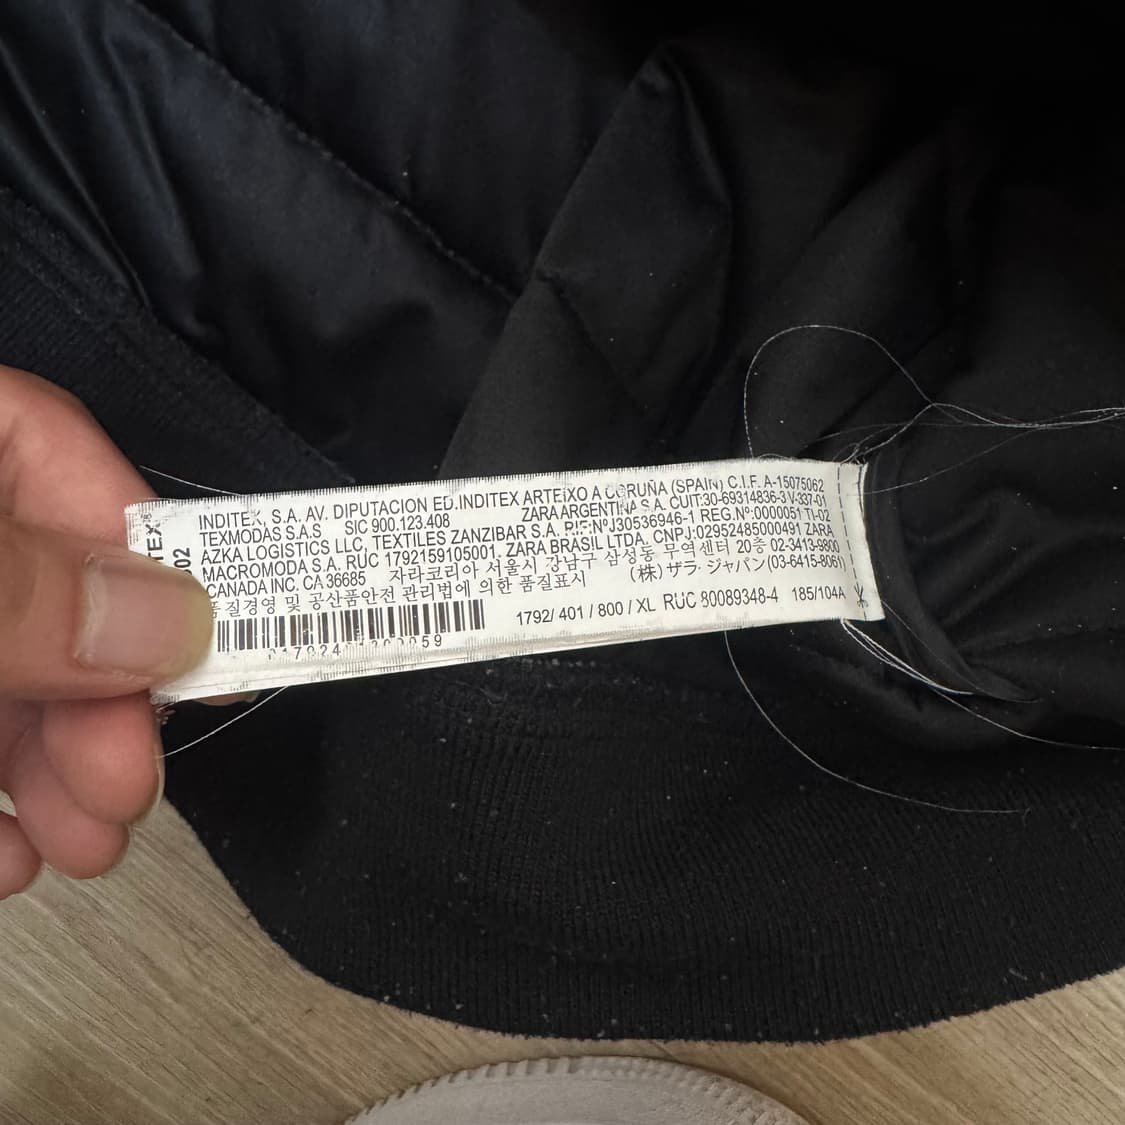 INDITEX, S.A. AV. DIPUTACION ED.INDITEX ARTEIXO A CORUÑA (SPAIN) C.I.F. A-15075062
TEXMODAS S.A.S SIC 900.123.408 ZARA ARGENTINA S.A. CUIT:30-69314836-3 V-337-01
AZKA LOGISTICS LLC, TEXTILES ZANZIBAR S.A. RIF:Nº J30536946-1 REG.Nº:0000051 TI-02
MACROMODA S.A. RUC 1792159105001. ZARA BRASIL LTDA. CNPJ:02952485000491 ZARA
CANADA INC. CA 36685 자라코리아 서울시 강남구 삼성동 무역센터 20층 02-3413-9800
품질경영 및 공산품안전 관리법에 의한 품질표시 (株) ザラ・ジャパン(03-6415-8061)
1792/ 401 / 800 / XL RUC 80089348-4 185/104A
02